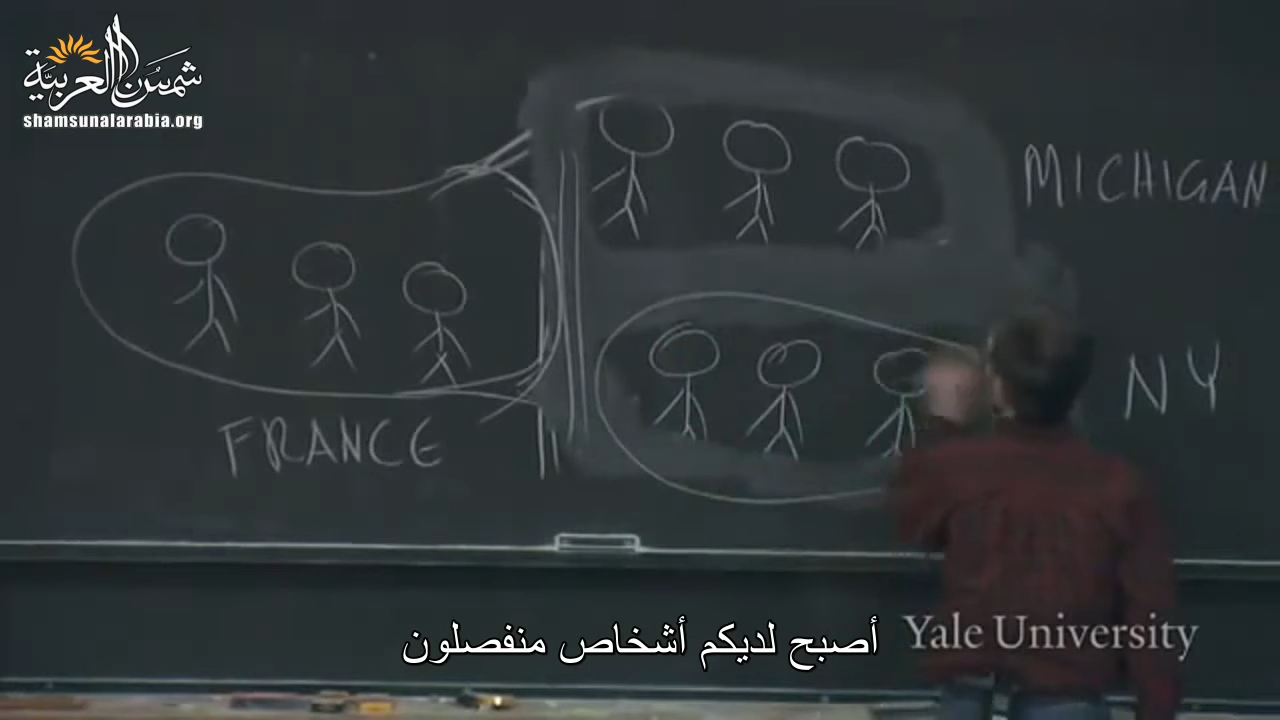 شمس العربية
shamsunalarabia.org
MICHIGAN
NY
FRANCE
أصبح لديكم أشخاص منفصلون
Yale University